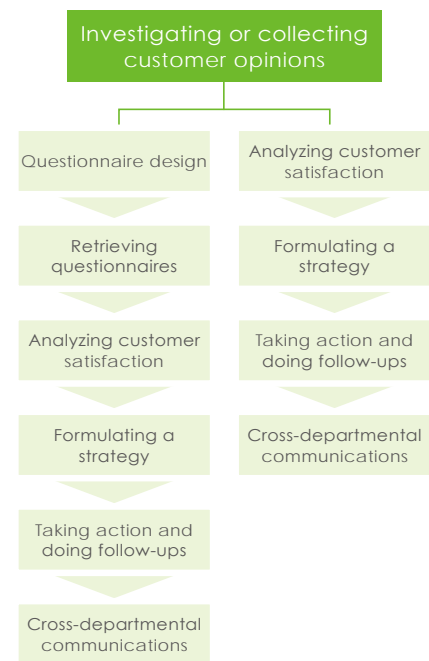 Investigating or collecting
customer opinions
Questionnaire design
Retrieving
questionnaires
Analyzing customer
satisfaction
Formulating a
strategy
Taking action and
doing follow-ups
Cross-departmental
communications
Analyzing customer
satisfaction
Formulating a
strategy
Taking action and
doing follow-ups
Cross-departmental
communications